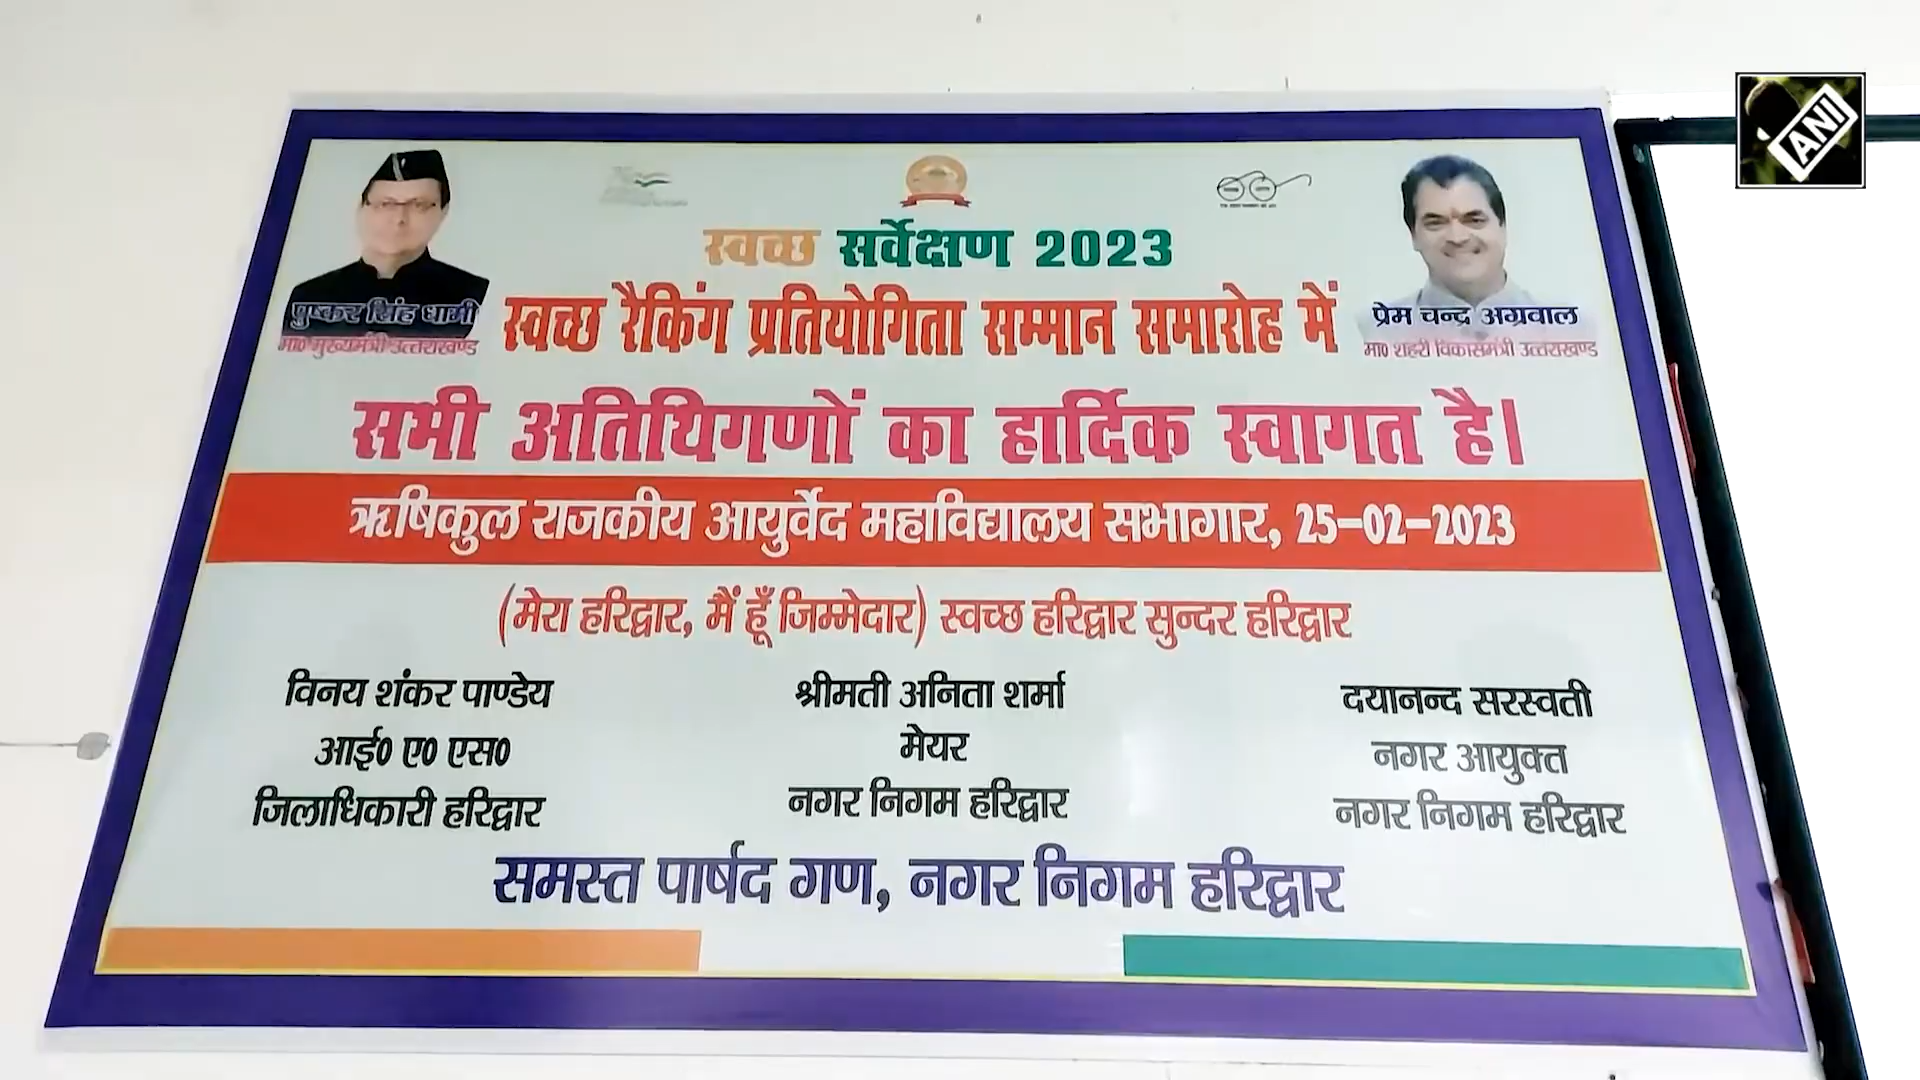 ANI
स्वच्छ सर्वेक्षण 2023
पुष्कर सिंह धामी
मा० मुख्यमंत्री उत्तराखण्ड
स्वच्छ रैकिंग प्रतियोगिता सम्मान समारोह में
प्रेम चन्द्र अग्रवाल
मा० शहरी विकासमंत्री उत्तराखण्ड
सभी अतिथिगणों का हार्दिक स्वागत है।
ऋषिकुल राजकीय आयुर्वेद महाविद्यालय सभागार, 25-02-2023
(मेरा हरिद्वार, मैं हूँ जिम्मेदार) स्वच्छ हरिद्वार सुन्दर हरिद्वार
विनय शंकर पाण्डेय
आई० ए० एस०
जिलाधिकारी हरिद्वार
श्रीमती अनिता शर्मा
मेयर
नगर निगम हरिद्वार
दयानन्द सरस्वती
नगर आयुक्त
नगर निगम हरिद्वार
समस्त पार्षद गण, नगर निगम हरिद्वार